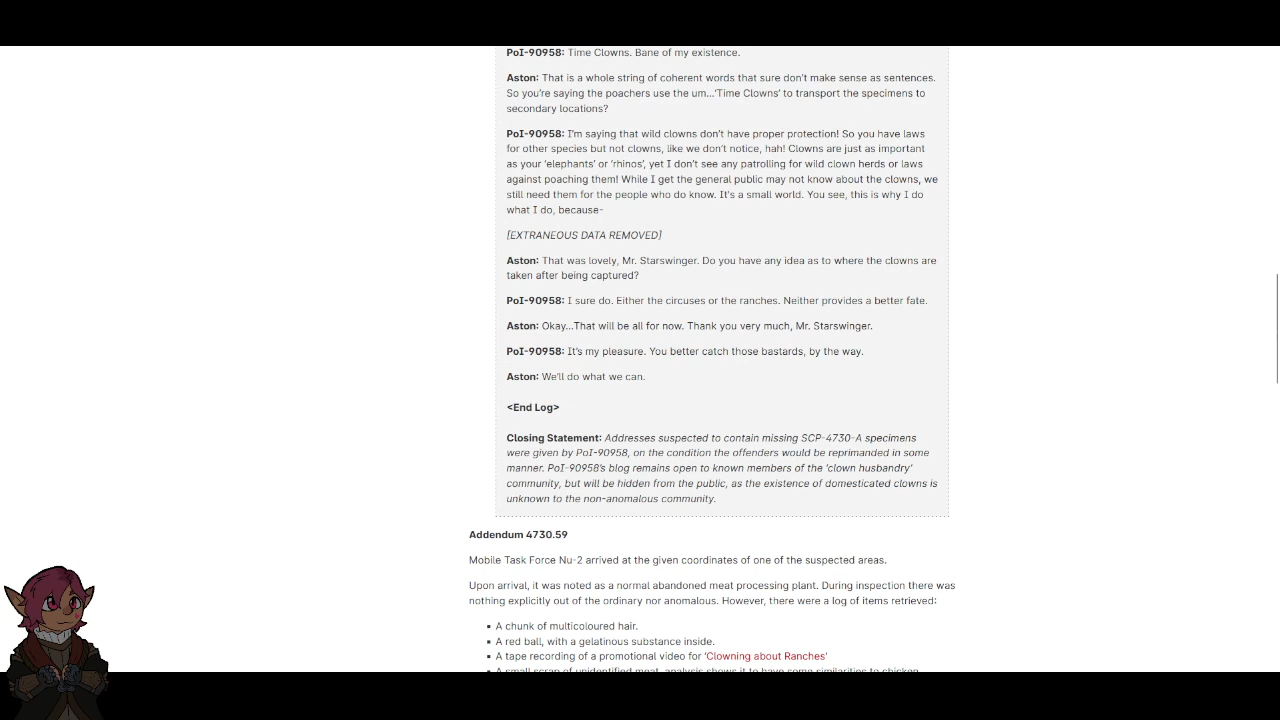 PoI-90958: Time Clowns. Bane of my existence.
Aston: That is a whole string of coherent words that sure don't make sense as sentences.
So you're saying the poachers use the um...'Time Clowns' to transport the specimens to
secondary locations?
PoI-90958: I'm saying that wild clowns don't have proper protection! So you have laws
for other species but not clowns, like we don't notice, hah! Clowns are just as important
as your 'elephants' or 'rhinos', yet I don't see any patrolling for wild clown herds or laws
against poaching them! While I get the general public may not know about the clowns, we
still need them for the people who do know. It's a small world. You see, this is why I do
what I do, because-
[EXTRANEOUS DATA REMOVED]
Aston: That was lovely, Mr. Starswinger. Do you have any idea as to where the clowns are
taken after being captured?
PoI-90958: I sure do. Either the circuses or the ranches. Neither provides a better fate.
Aston: Okay...That will be all for now. Thank you very much, Mr. Starswinger.
PoI-90958: It's my pleasure. You better catch those bastards, by the way.
Aston: We'll do what we can.
<End Log>
Closing Statement: Addresses suspected to contain missing SCP-4730-A specimens
were given by PoI-90958, on the condition the offenders would be reprimanded in some
manner. PoI-90958's blog remains open to known members of the 'clown husbandry'
community, but will be hidden from the public, as the existence of domesticated clowns is
unknown to the non-anomalous community.
Addendum 4730.59
Mobile Task Force Nu-2 arrived at the given coordinates of one of the suspected areas.
Upon arrival, it was noted as a normal abandoned meat processing plant. During inspection there was
nothing explicitly out of the ordinary nor anomalous. However, there were a log of items retrieved:
▪ A chunk of multicoloured hair.
▪ A red ball, with a gelatinous substance inside.
▪ A tape recording of a promotional video for 'Clowning about Ranches'
▪ A small scrap of unidentified meat, analysis shows it to have some similarities to chicken